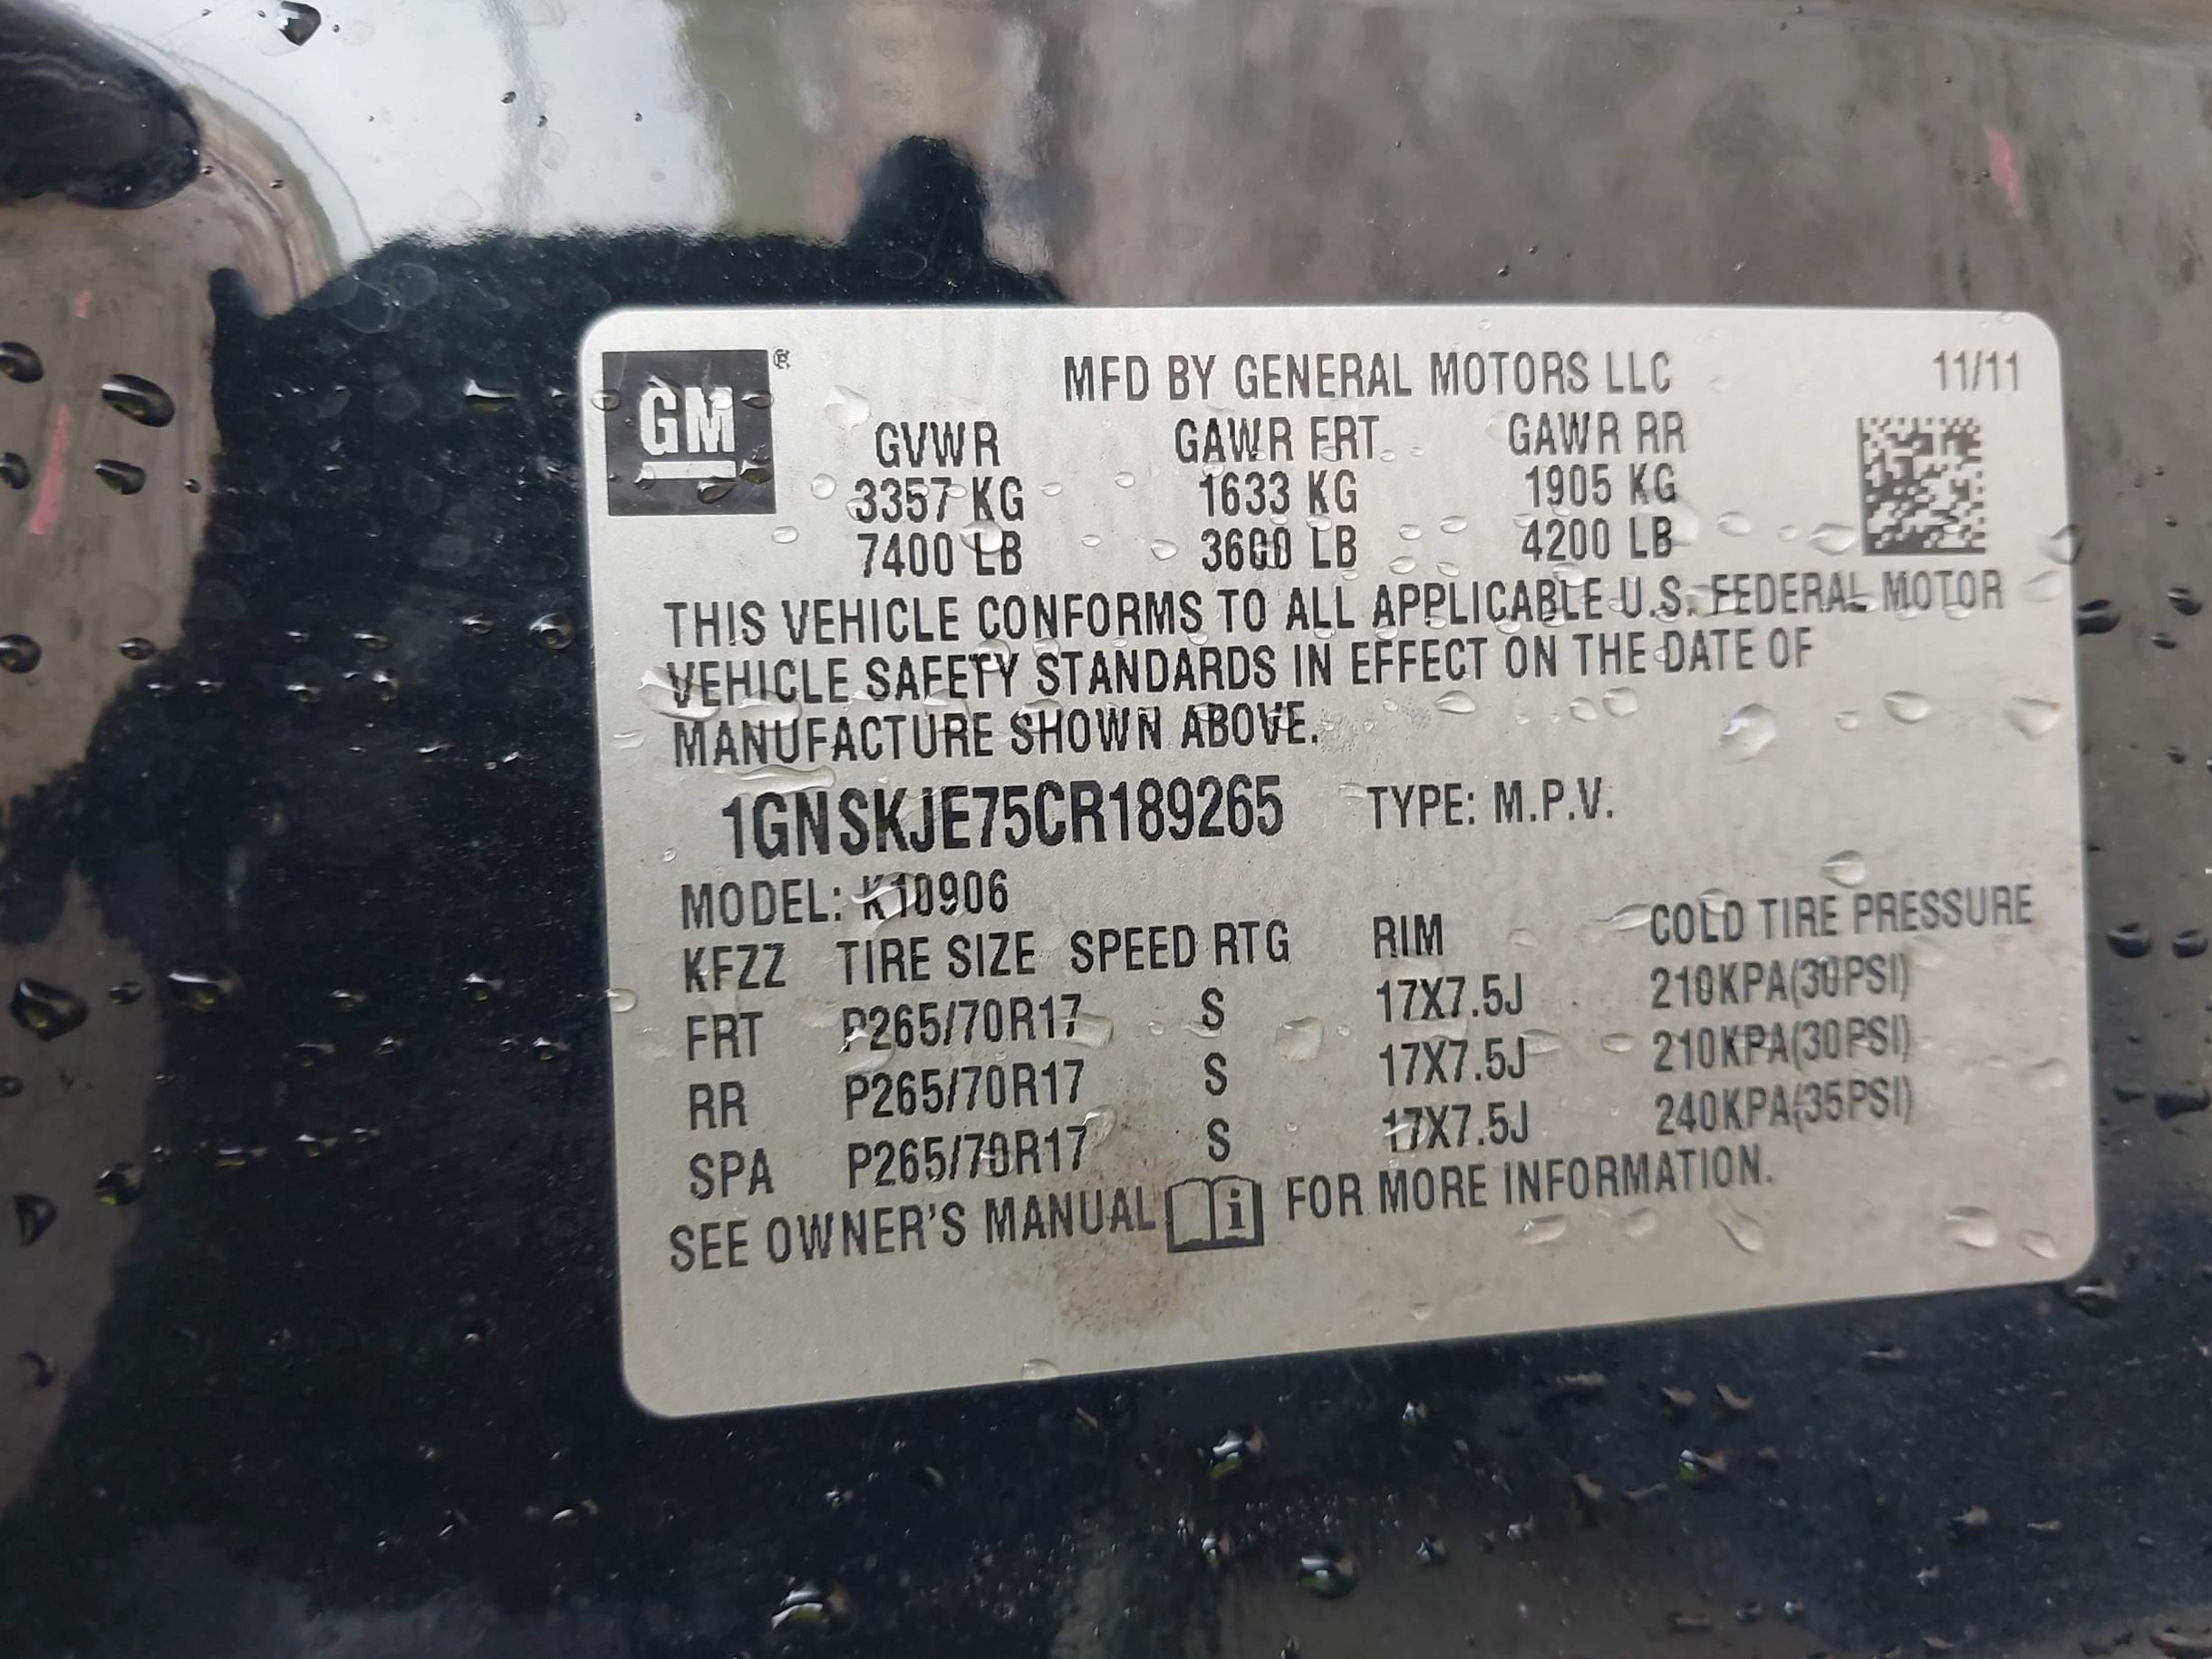 GM ®
MFD BY GENERAL MOTORS LLC 11/11
GVWR GAWR FRT GAWR RR
3357 KG 1633 KG 1905 KG
7400 LB 3600 LB 4200 LB
THIS VEHICLE CONFORMS TO ALL APPLICABLE U.S. FEDERAL MOTOR
VEHICLE SAFETY STANDARDS IN EFFECT ON THE DATE OF
MANUFACTURE SHOWN ABOVE.
1GNSKJE75CR189265 TYPE: M.P.V.
MODEL: K10906
KFZZ TIRE SIZE SPEED RTG RIM COLD TIRE PRESSURE
FRT P265/70R17 S 17X7.5J 210KPA(30PSI)
RR P265/70R17 S 17X7.5J 210KPA(30PSI)
SPA P265/70R17 S 17X7.5J 240KPA(35PSI)
SEE OWNER'S MANUAL i FOR MORE INFORMATION.